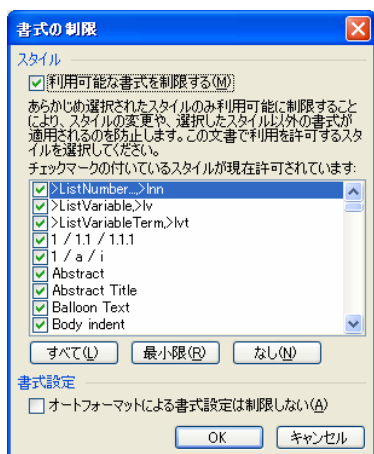 書式の制限
スタイル
利用可能な書式を制限する(M)
あらかじめ選択されたスタイルのみ利用可能に制限すること
により、スタイルの変更や、選択したスタイル以外の書式が
適用されるのを防止します。この文書で利用を許可するスタ
イルを選択してください。
チェックマークの付いているスタイルが現在許可されています:
>ListNumber...,>lnn
>ListVariable,>lv
>ListVariableTerm,>lvt
1 / 1.1 / 1.1.1
1 / a / i
Abstract
Abstract Title
Balloon Text
Body indent
すべて(L) 最小限(R) なし(N)
書式設定
オートフォーマットによる書式設定は制限しない(A)
OK キャンセル